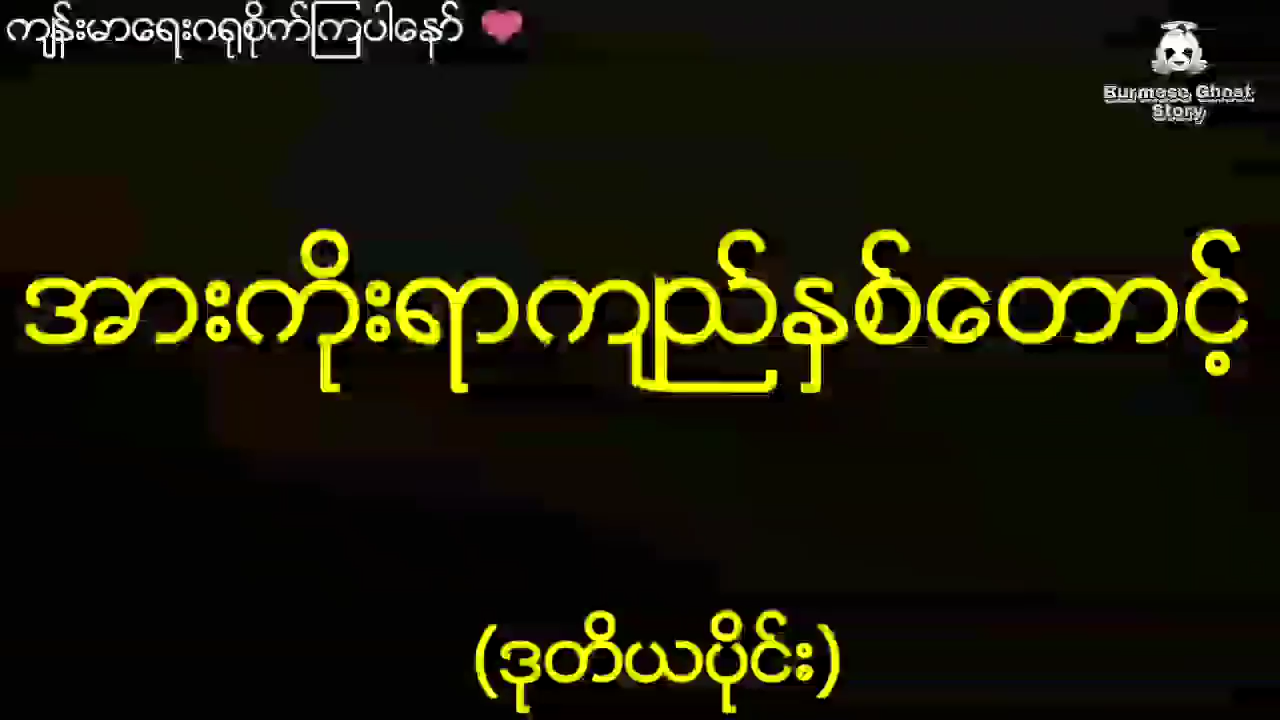 ကျန်းမာရေးဂရုစိုက်ကြပါနော် ❤
Burmese Ghost
Story
အားကိုးရာကျည်နှစ်တောင့်
(ဒုတိယပိုင်း)